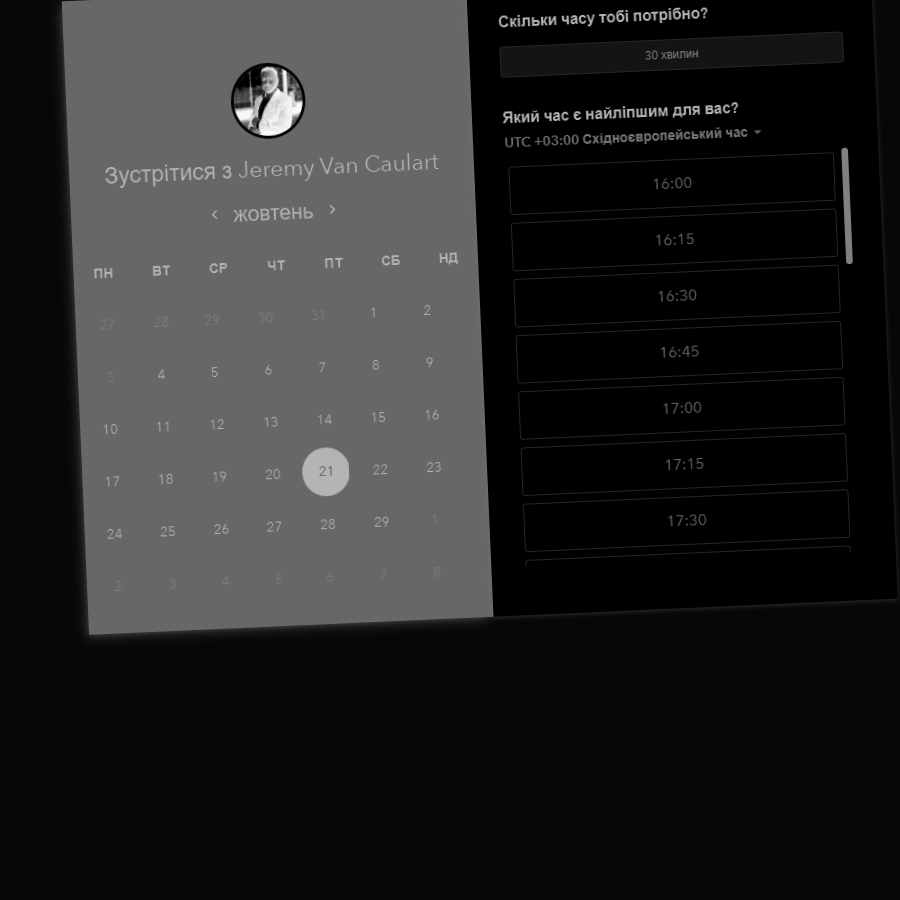 Зустрітися з Jeremy Van Caulart
‹ жовтень ›
ПН ВТ СР ЧТ ПТ СБ НД
27 28 29 30 31 1 2
3 4 5 6 7 8 9
10 11 12 13 14 15 16
17 18 19 20 21 22 23
24 25 26 27 28 29 1
2 3 4 5 6 7 8
Скільки часу тобі потрібно?
30 хвилин
Який час є найліпшим для вас?
UTC +03:00 Східноєвропейський час
16:00
16:15
16:30
16:45
17:00
17:15
17:30